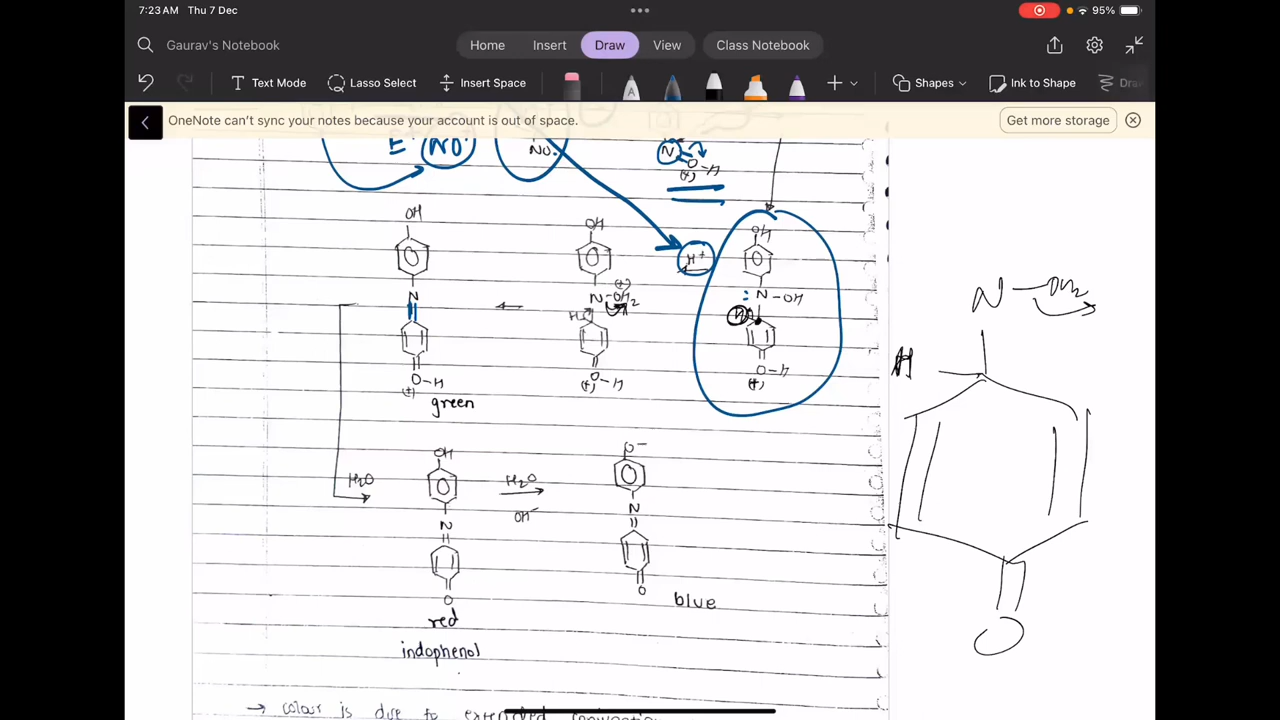 7:23 AM Thu 7 Dec
95%
Gaurav's Notebook
Home Insert Draw View Class Notebook
Text Mode Lasso Select Insert Space Shapes Ink to Shape Dra
OneNote can't sync your notes because your account is out of space. Get more storage
E⁺ NO⁺ NO N
O-H
(+)
OH OH OH
H⁺
(+)
N N-OH₂ : N-OH N-OH₂
H H H
O-H O-H O-H
(+) (+) (+)
green
OH O⁻
H₂O H₂O
OH⁻
N N
O O O
red blue
indophenol
→ colour is due to extended conjugation